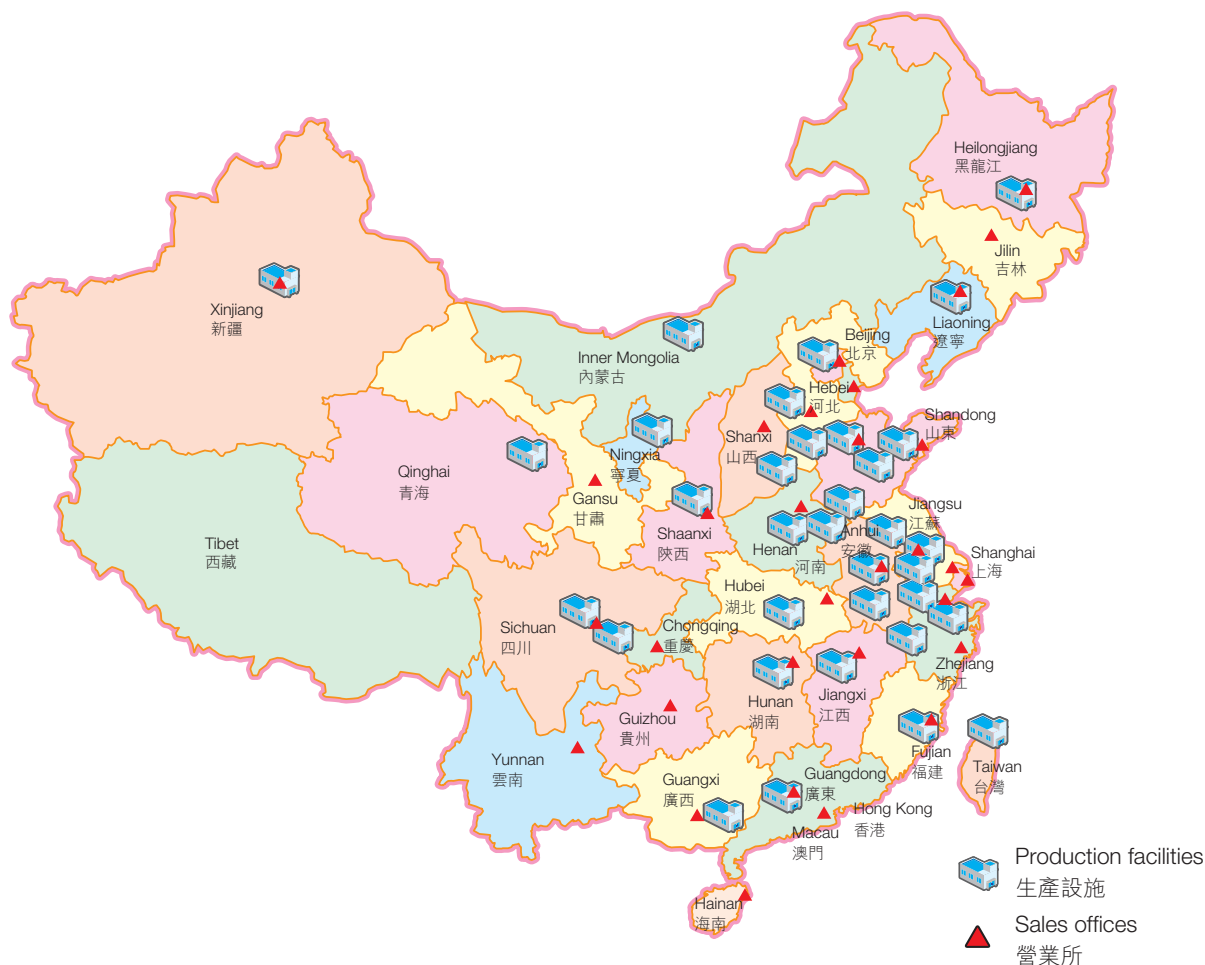 Heilongjiang
黑龍江
Jilin
吉林
Xinjiang
新疆
Liaoning
遼寧
Beijing
北京
Inner Mongolia
內蒙古
Hebei
河北
Shandong
山東
Shanxi
山西
Ningxia
寧夏
Qinghai
青海
Gansu
甘肅
Jiangsu
江蘇
Shaanxi
陝西
Henan
河南
Anhui
安徽
Tibet
西藏
Shanghai
上海
Hubei
湖北
Sichuan
四川
Chongqing
重慶
Zhejiang
浙江
Hunan
湖南
Jiangxi
江西
Guizhou
貴州
Yunnan
雲南
Fujian
福建
Taiwan
台灣
Guangxi
廣西
Guangdong
廣東
Hong Kong
香港
Macau
澳門
Hainan
海南
Production facilities
生產設施
Sales offices
營業所